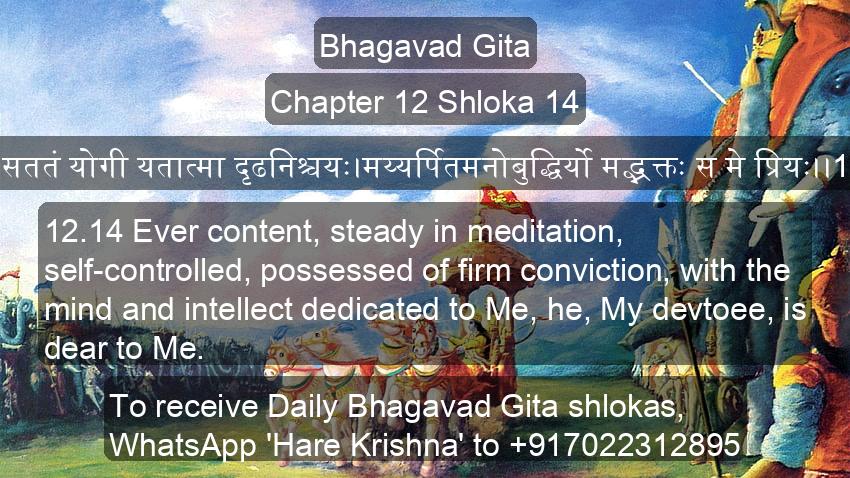 Bhagavad Gita
Chapter 12 Shloka 14
सततं योगी यतात्मा दृढनिश्चयः।मय्यर्पितमनोबुद्धिर्यो मद्भक्तः स मे प्रियः।।1
12.14 Ever content, steady in meditation,
self-controlled, possessed of firm conviction, with the
mind and intellect dedicated to Me, he, My devtoee, is
dear to Me.
To receive Daily Bhagavad Gita shlokas,
WhatsApp 'Hare Krishna' to +917022312895